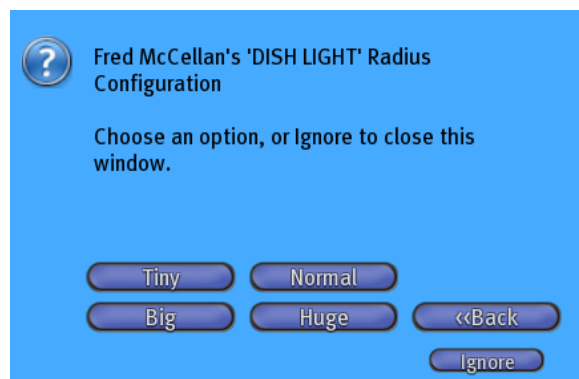 Fred McCellan's 'DISH LIGHT' Radius
Configuration
Choose an option, or Ignore to close this
window.
Tiny Normal
Big Huge <<Back
Ignore